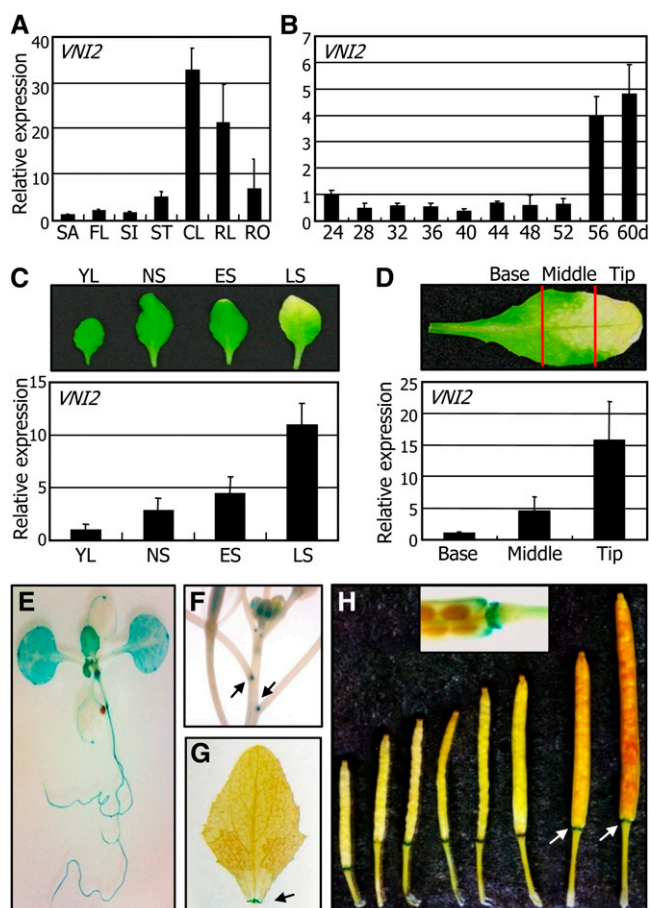 A
VNI2
Relative expression
40
30
20
10
0
SA FL SI ST CL RL RO
B
VNI2
7
6
5
4
3
2
1
0
24 28 32 36 40 44 48 52 56 60d
C
YL NS ES LS
VNI2
Relative expression
15
10
5
0
YL NS ES LS
D
Base Middle Tip
VNI2
Relative expression
25
20
15
10
5
0
Base Middle Tip
E
F
G
H